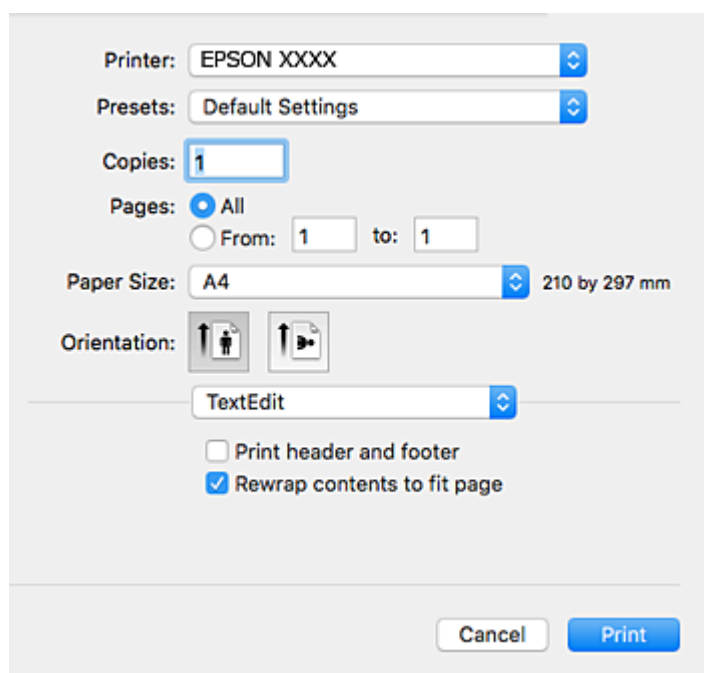 Printer: EPSON XXXX
Presets: Default Settings
Copies: 1
Pages: All
From: 1 to: 1
Paper Size: A4 210 by 297 mm
Orientation:
TextEdit
Print header and footer
Rewrap contents to fit page
Cancel Print